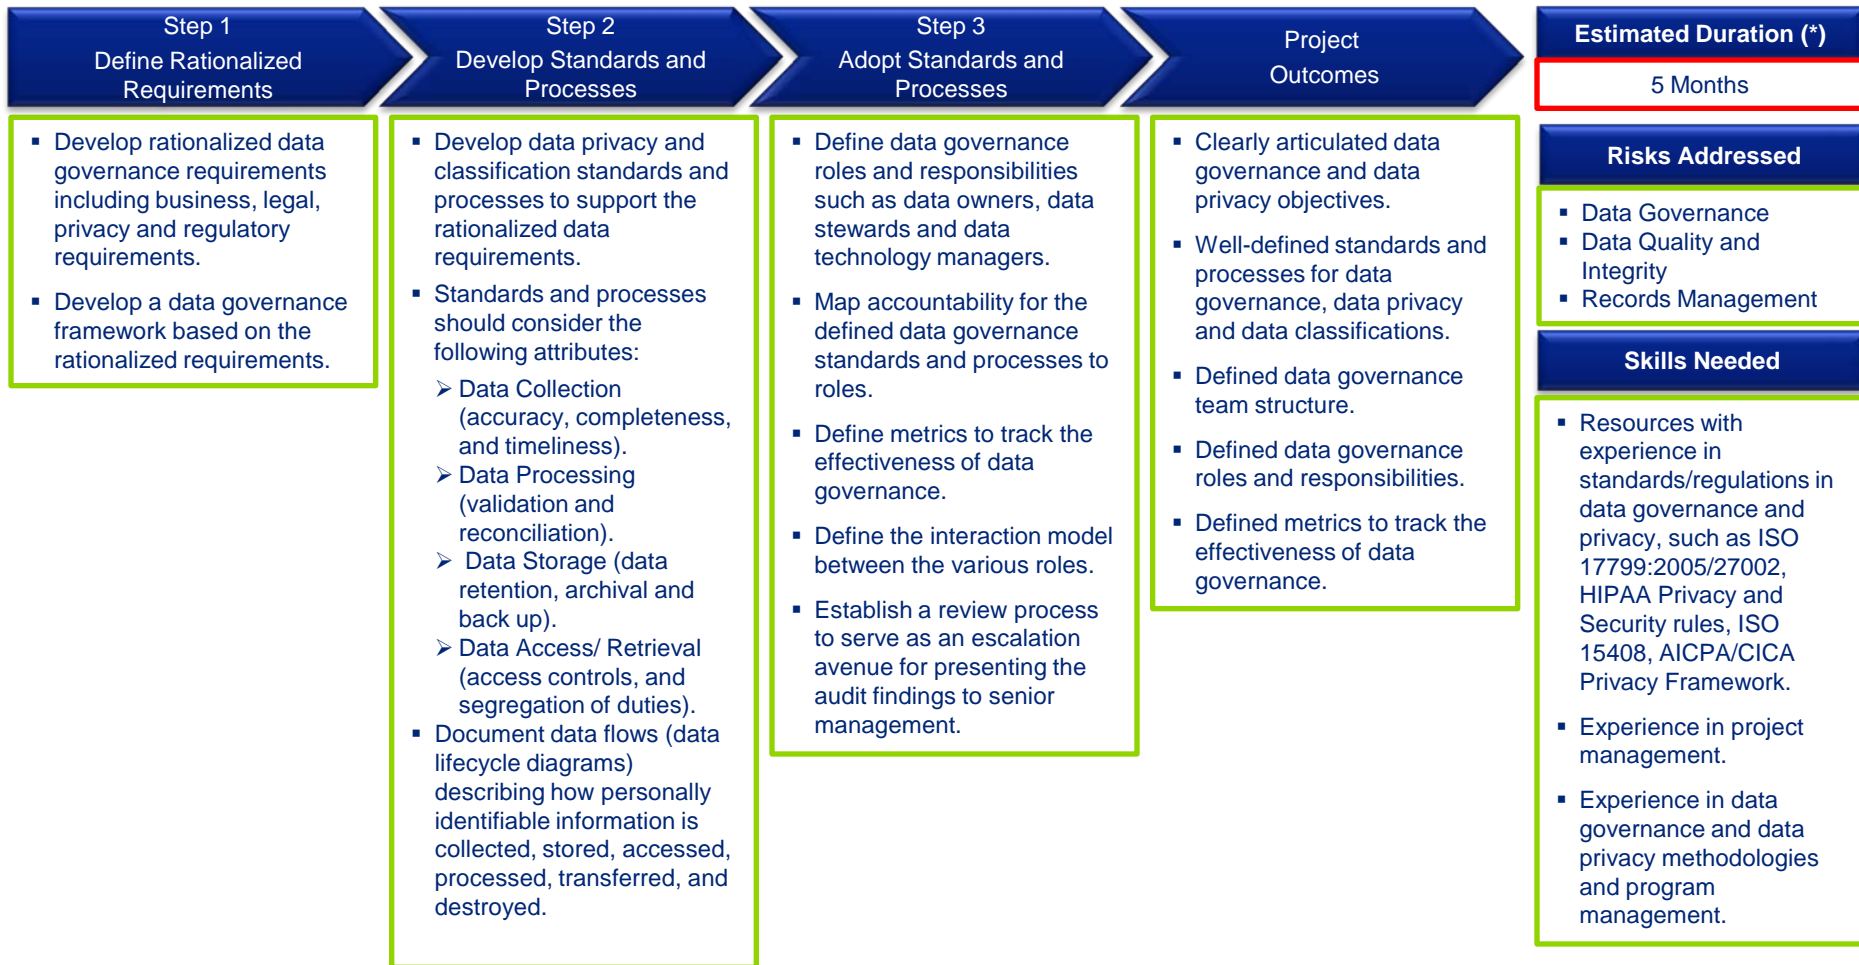 Step 1
Define Rationalized
Requirements
▪ Develop rationalized data
governance requirements
including business, legal,
privacy and regulatory
requirements.
▪ Develop a data governance
framework based on the
rationalized requirements.
Step 2
Develop Standards and
Processes
▪ Develop data privacy and
classification standards and
processes to support the
rationalized data
requirements.
▪ Standards and processes
should consider the
following attributes:
➢ Data Collection
(accuracy, completeness,
and timeliness).
➢ Data Processing
(validation and
reconciliation).
➢ Data Storage (data
retention, archival and
back up).
➢ Data Access/ Retrieval
(access controls, and
segregation of duties).
▪ Document data flows (data
lifecycle diagrams)
describing how personally
identifiable information is
collected, stored, accessed,
processed, transferred, and
destroyed.
Step 3
Adopt Standards and
Processes
▪ Define data governance
roles and responsibilities
such as data owners, data
stewards and data
technology managers.
▪ Map accountability for the
defined data governance
standards and processes to
roles.
▪ Define metrics to track the
effectiveness of data
governance.
▪ Define the interaction model
between the various roles.
▪ Establish a review process
to serve as an escalation
avenue for presenting the
audit findings to senior
management.
Project
Outcomes
▪ Clearly articulated data
governance and data
privacy objectives.
▪ Well-defined standards and
processes for data
governance, data privacy
and data classifications.
▪ Defined data governance
team structure.
▪ Defined data governance
roles and responsibilities.
▪ Defined metrics to track the
effectiveness of data
governance.
Estimated Duration (*)
5 Months
Risks Addressed
▪ Data Governance
▪ Data Quality and
Integrity
▪ Records Management
Skills Needed
▪ Resources with
experience in
standards/regulations in
data governance and
privacy, such as ISO
17799:2005/27002,
HIPAA Privacy and
Security rules, ISO
15408, AICPA/CICA
Privacy Framework.
▪ Experience in project
management.
▪ Experience in data
governance and data
privacy methodologies
and program
management.